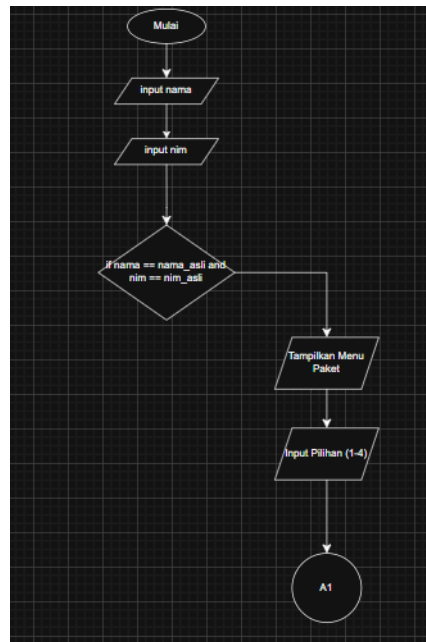 Mulai
input nama
input nim
if nama == nama_asli and
nim == nim_asli
Tampilkan Menu
Paket
Input Pilihan (1-4)
A1